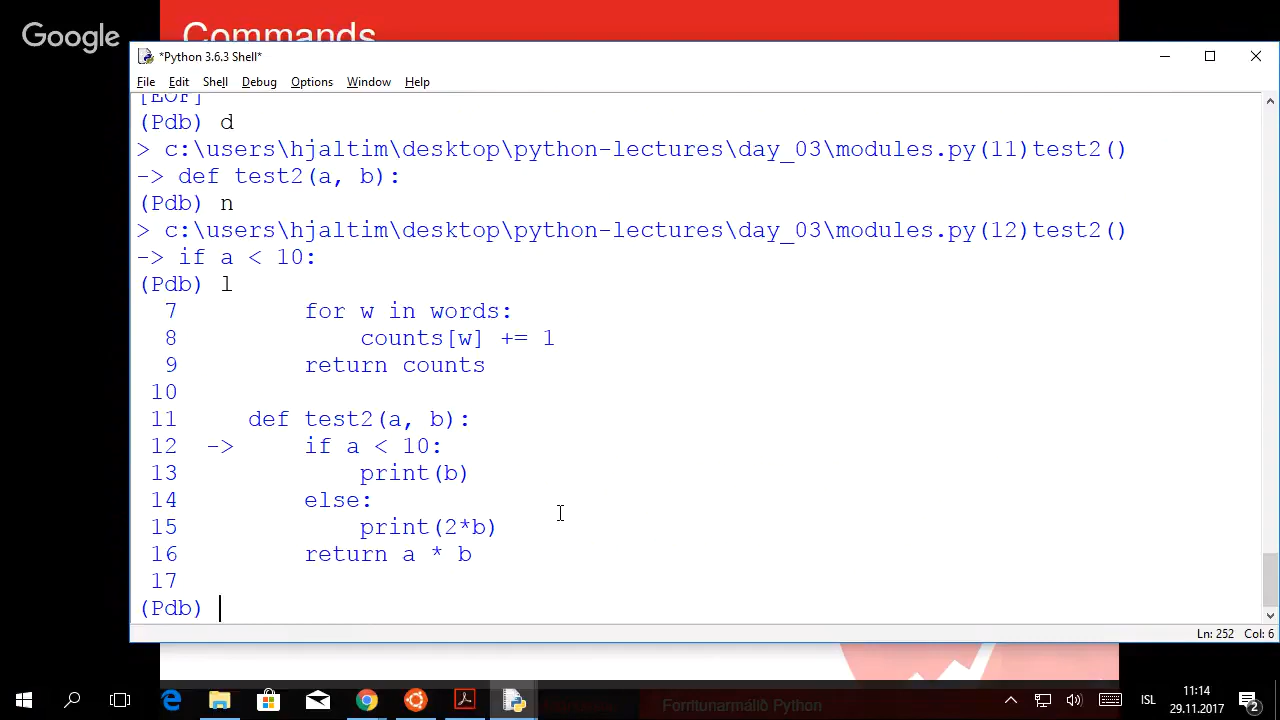 Google
Commands
*Python 3.6.3 Shell*
File Edit Shell Debug Options Window Help
[EOF]
(Pdb) d
> c:\users\hjaltim\desktop\python-lectures\day_03\modules.py(11)test2()
-> def test2(a, b):
(Pdb) n
> c:\users\hjaltim\desktop\python-lectures\day_03\modules.py(12)test2()
-> if a < 10:
(Pdb) l
7 for w in words:
8 counts[w] += 1
9 return counts
10
11 def test2(a, b):
12 -> if a < 10:
13 print(b)
14 else:
15 print(2*b)
16 return a * b
17
(Pdb)
Ln: 252 Col: 6
Forritunarmálið Python
ISL
11:14
29.11.2017
2